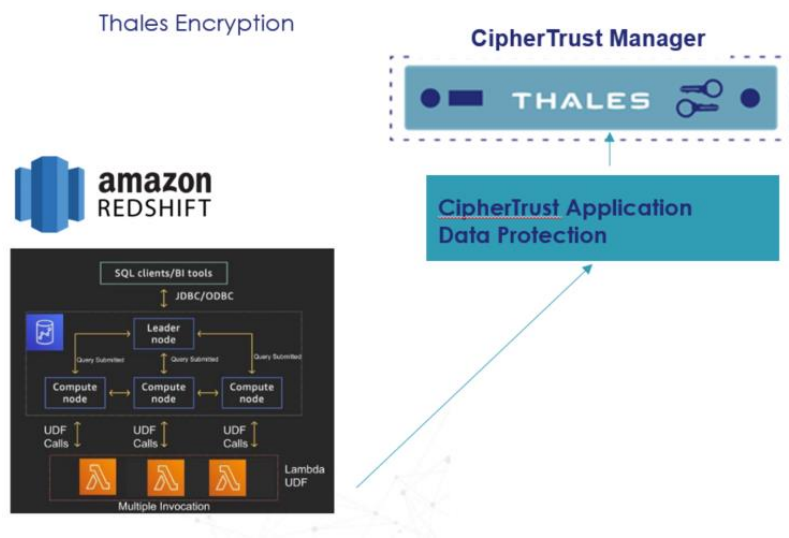 Thales Encryption
CipherTrust Manager
THALES
amazon
REDSHIFT
CipherTrust Application
Data Protection
SQL clients/BI tools
JDBC/ODBC
Leader
node
Query Submitted
Query Submitted
Query Submitted
Compute
node
Compute
node
Compute
node
UDF
Calls
UDF
Calls
UDF
Calls
Lambda
UDF
Multiple Invocation